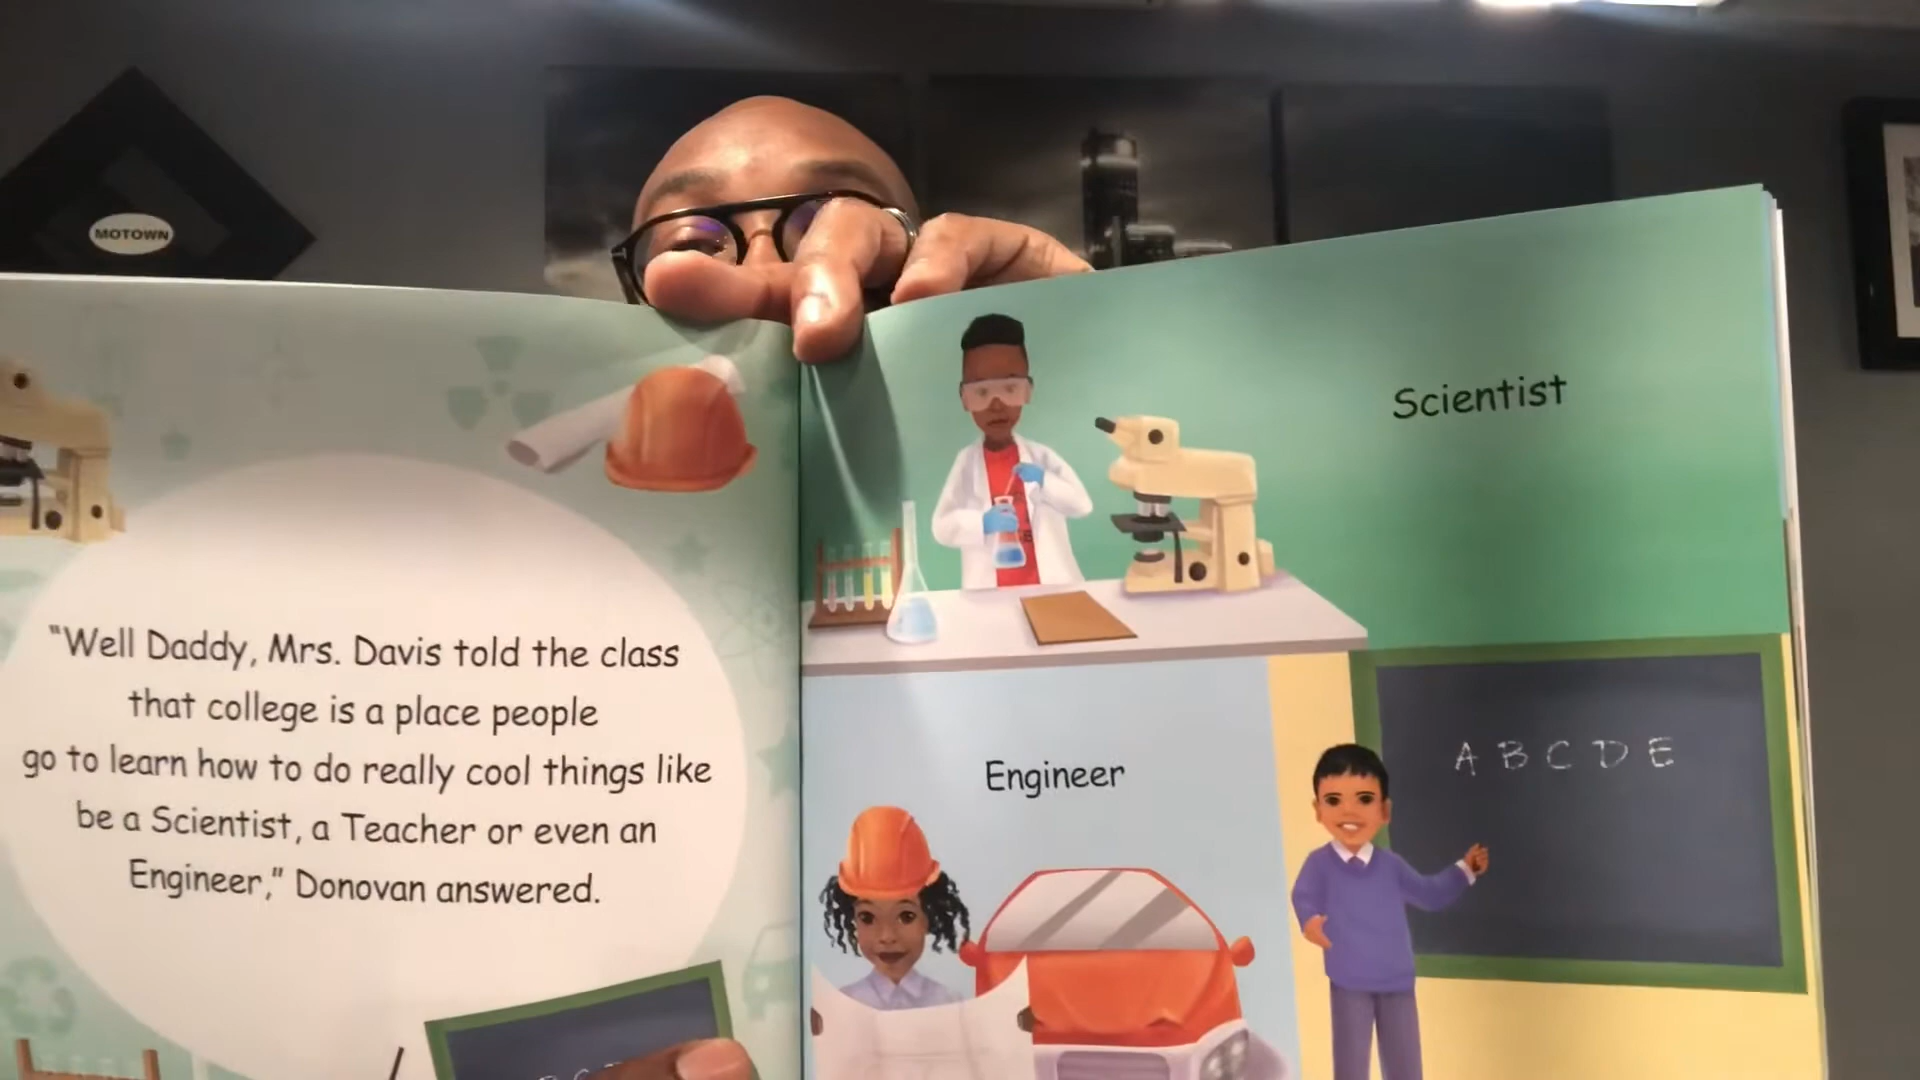 MOTOWN
"Well Daddy, Mrs. Davis told the class
that college is a place people
go to learn how to do really cool things like
be a Scientist, a Teacher or even an
Engineer," Donovan answered.
Scientist
Engineer
A B C D E